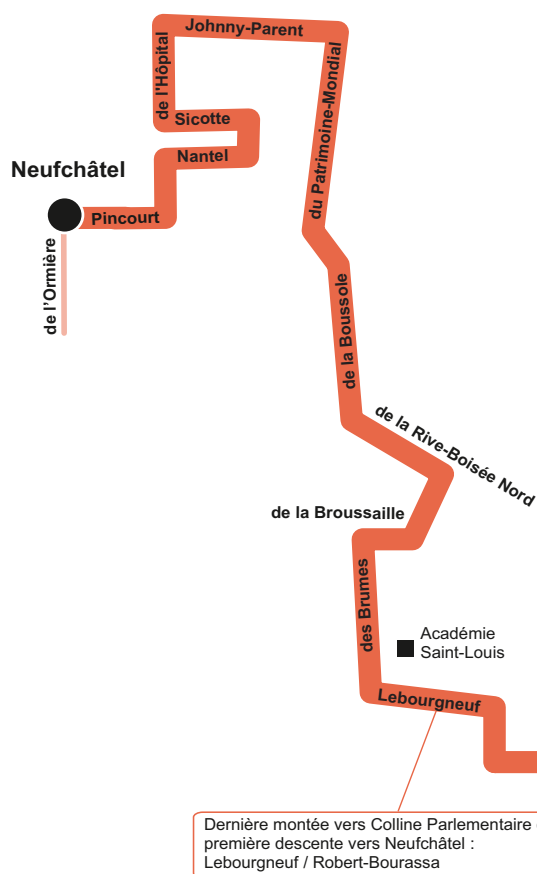 Johnny-Parent
de l'Hôpital
Sicotte
Nantel
Neufchâtel
Pincourt
de l'Ormière
du Patrimoine-Mondial
de la Boussole
de la Rive-Boisée Nord
de la Broussaille
des Brumes
Académie
Saint-Louis
Lebourgneuf
Dernière montée vers Colline Parlementaire
première descente vers Neufchâtel :
Lebourgneuf / Robert-Bourassa